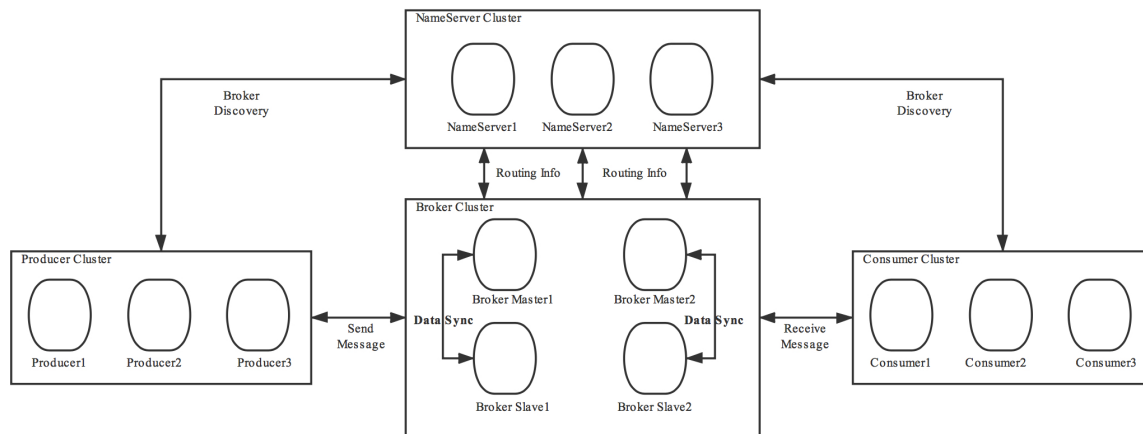 NameServer Cluster
NameServer1
NameServer2
NameServer3
Broker
Discovery
Broker
Discovery
Routing Info
Routing Info
Broker Cluster
Broker Master1
Broker Master2
Data Sync
Data Sync
Broker Slave1
Broker Slave2
Producer Cluster
Producer1
Producer2
Producer3
Send
Message
Receive
Message
Consumer Cluster
Consumer1
Consumer2
Consumer3